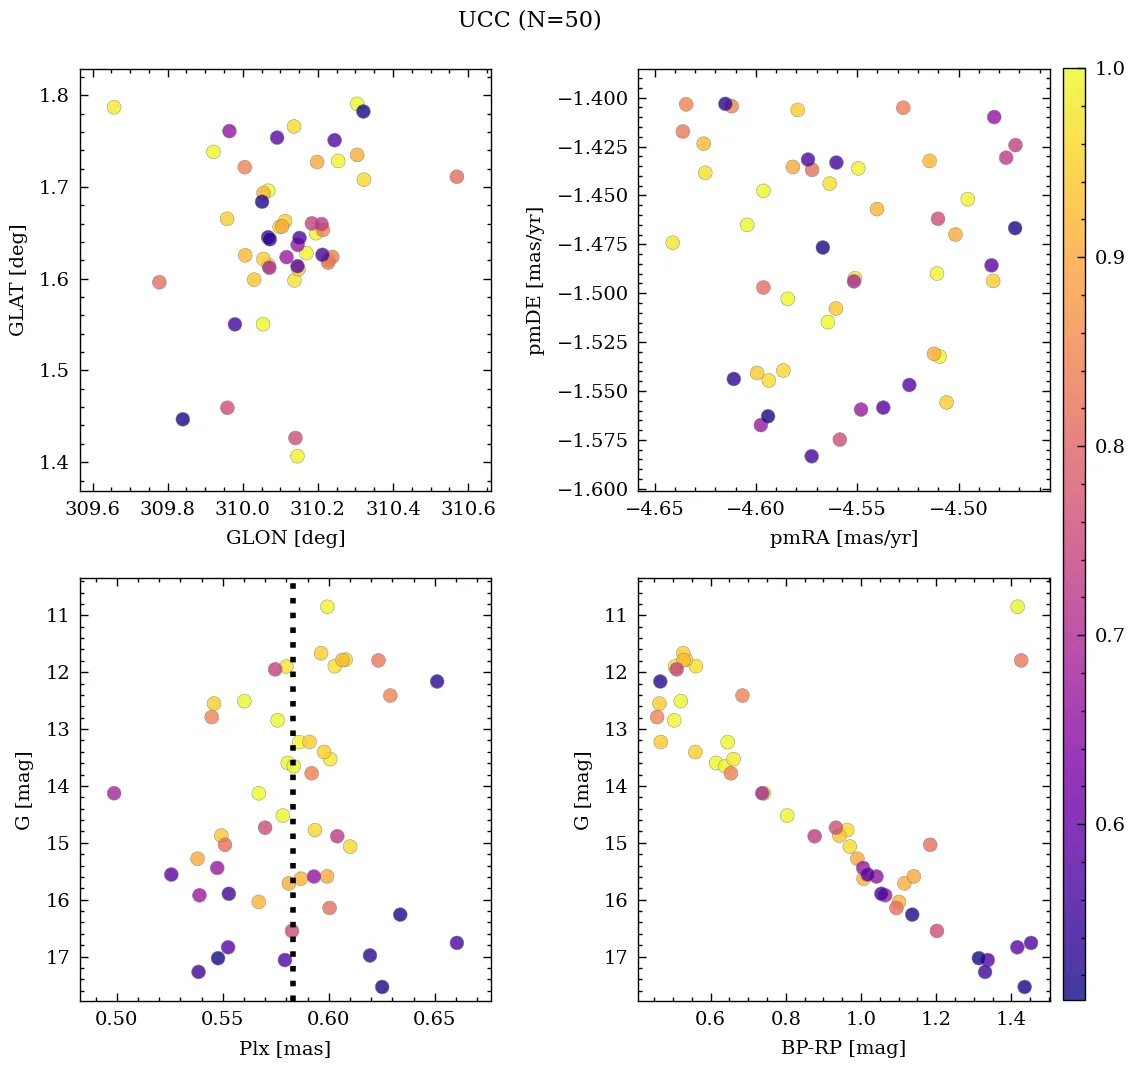 UCC (N=50)
1.8
1.7
1.6
1.5
1.4
GLAT [deg]
309.6 309.8 310.0 310.2 310.4 310.6
GLON [deg]
−1.400
−1.425
−1.450
−1.475
−1.500
−1.525
−1.550
−1.575
−1.600
pmDE [mas/yr]
−4.65 −4.60 −4.55 −4.50
pmRA [mas/yr]
1.0
0.9
0.8
0.7
0.6
11
12
13
14
15
16
17
G [mag]
0.50 0.55 0.60 0.65
Plx [mas]
11
12
13
14
15
16
17
G [mag]
0.6 0.8 1.0 1.2 1.4
BP-RP [mag]